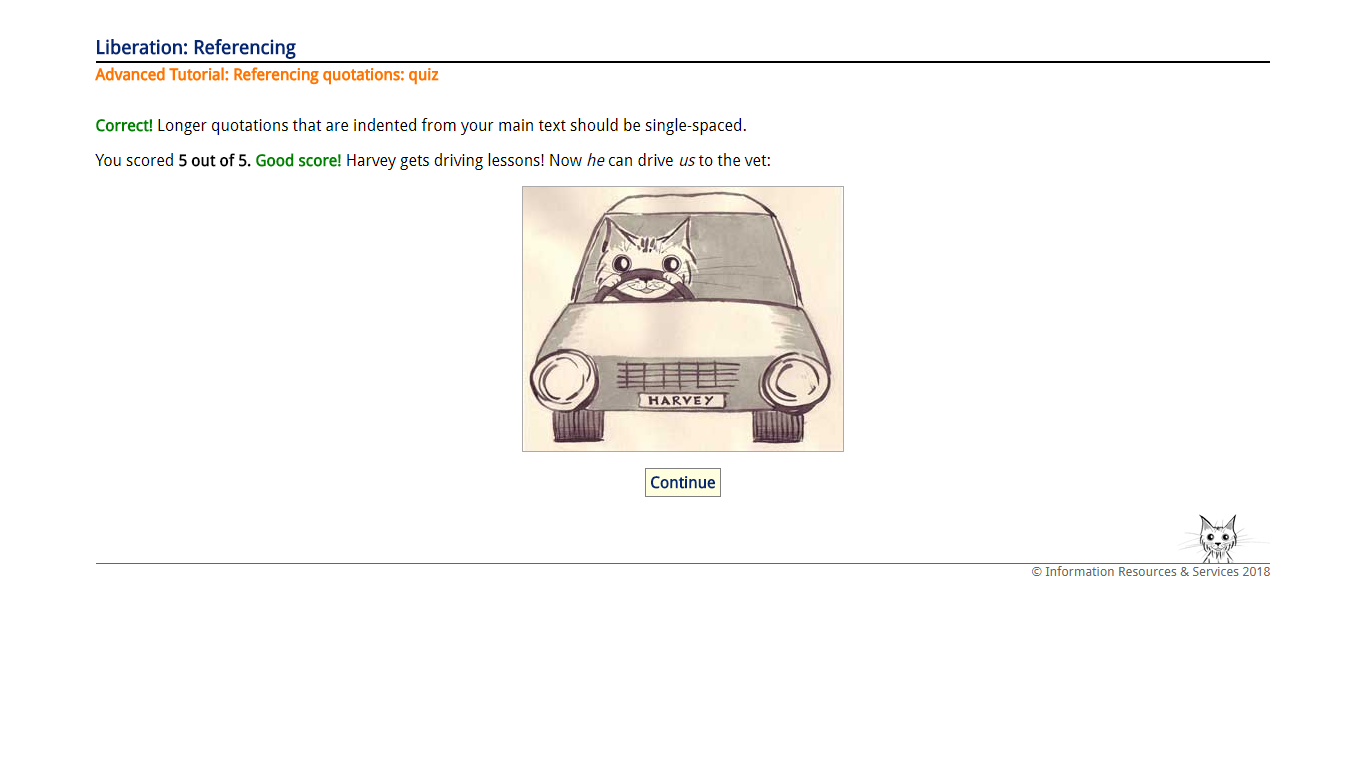 Liberation: Referencing
Advanced Tutorial: Referencing quotations: quiz
Correct! Longer quotations that are indented from your main text should be single-spaced.
You scored 5 out of 5. Good score! Harvey gets driving lessons! Now he can drive us to the vet:
HARVEY
Continue
© Information Resources & Services 2018